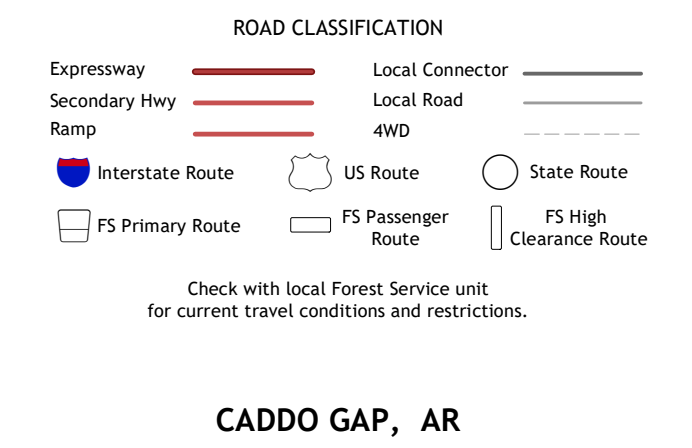 ROAD CLASSIFICATION
Expressway
Local Connector
Secondary Hwy
Local Road
Ramp
4WD
Interstate Route
US Route
State Route
FS Primary Route
FS Passenger
Route
FS High
Clearance Route
Check with local Forest Service unit
for current travel conditions and restrictions.
CADDO GAP, AR